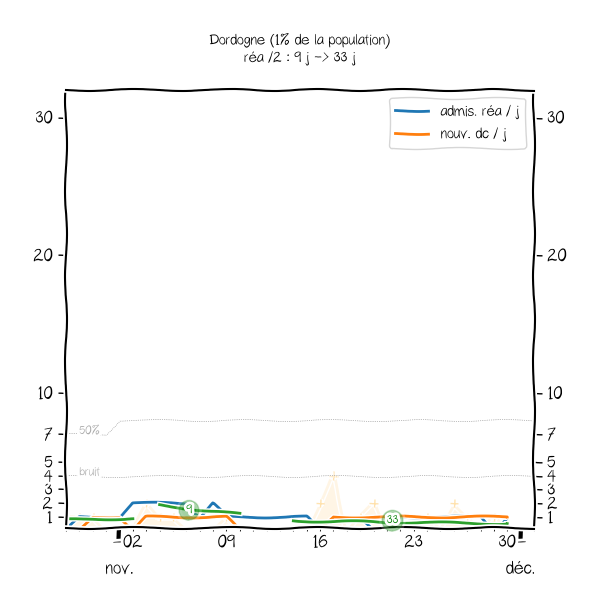 Dordogne (1% de la population)
réa /2 : 9 j -> 33 j
admis. réa / j
nouv. dc / j
30 30
20 20
10 10
7 50% 7
5 5
4 bruit 4
3 3
2 2
1 1
9
33
02 09 16 23 30
nov. déc.